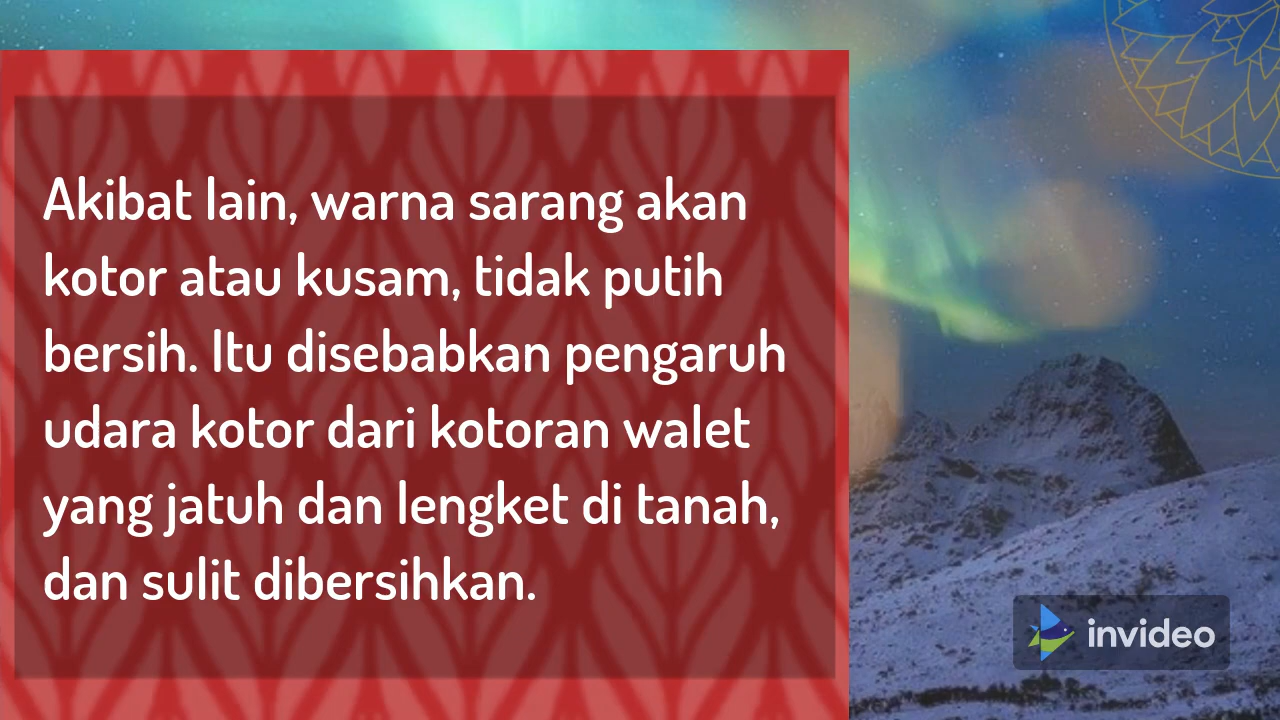 Akibat lain, warna sarang akan
kotor atau kusam, tidak putih
bersih. Itu disebabkan pengaruh
udara kotor dari kotoran walet
yang jatuh dan lengket di tanah,
dan sulit dibersihkan.
invideo